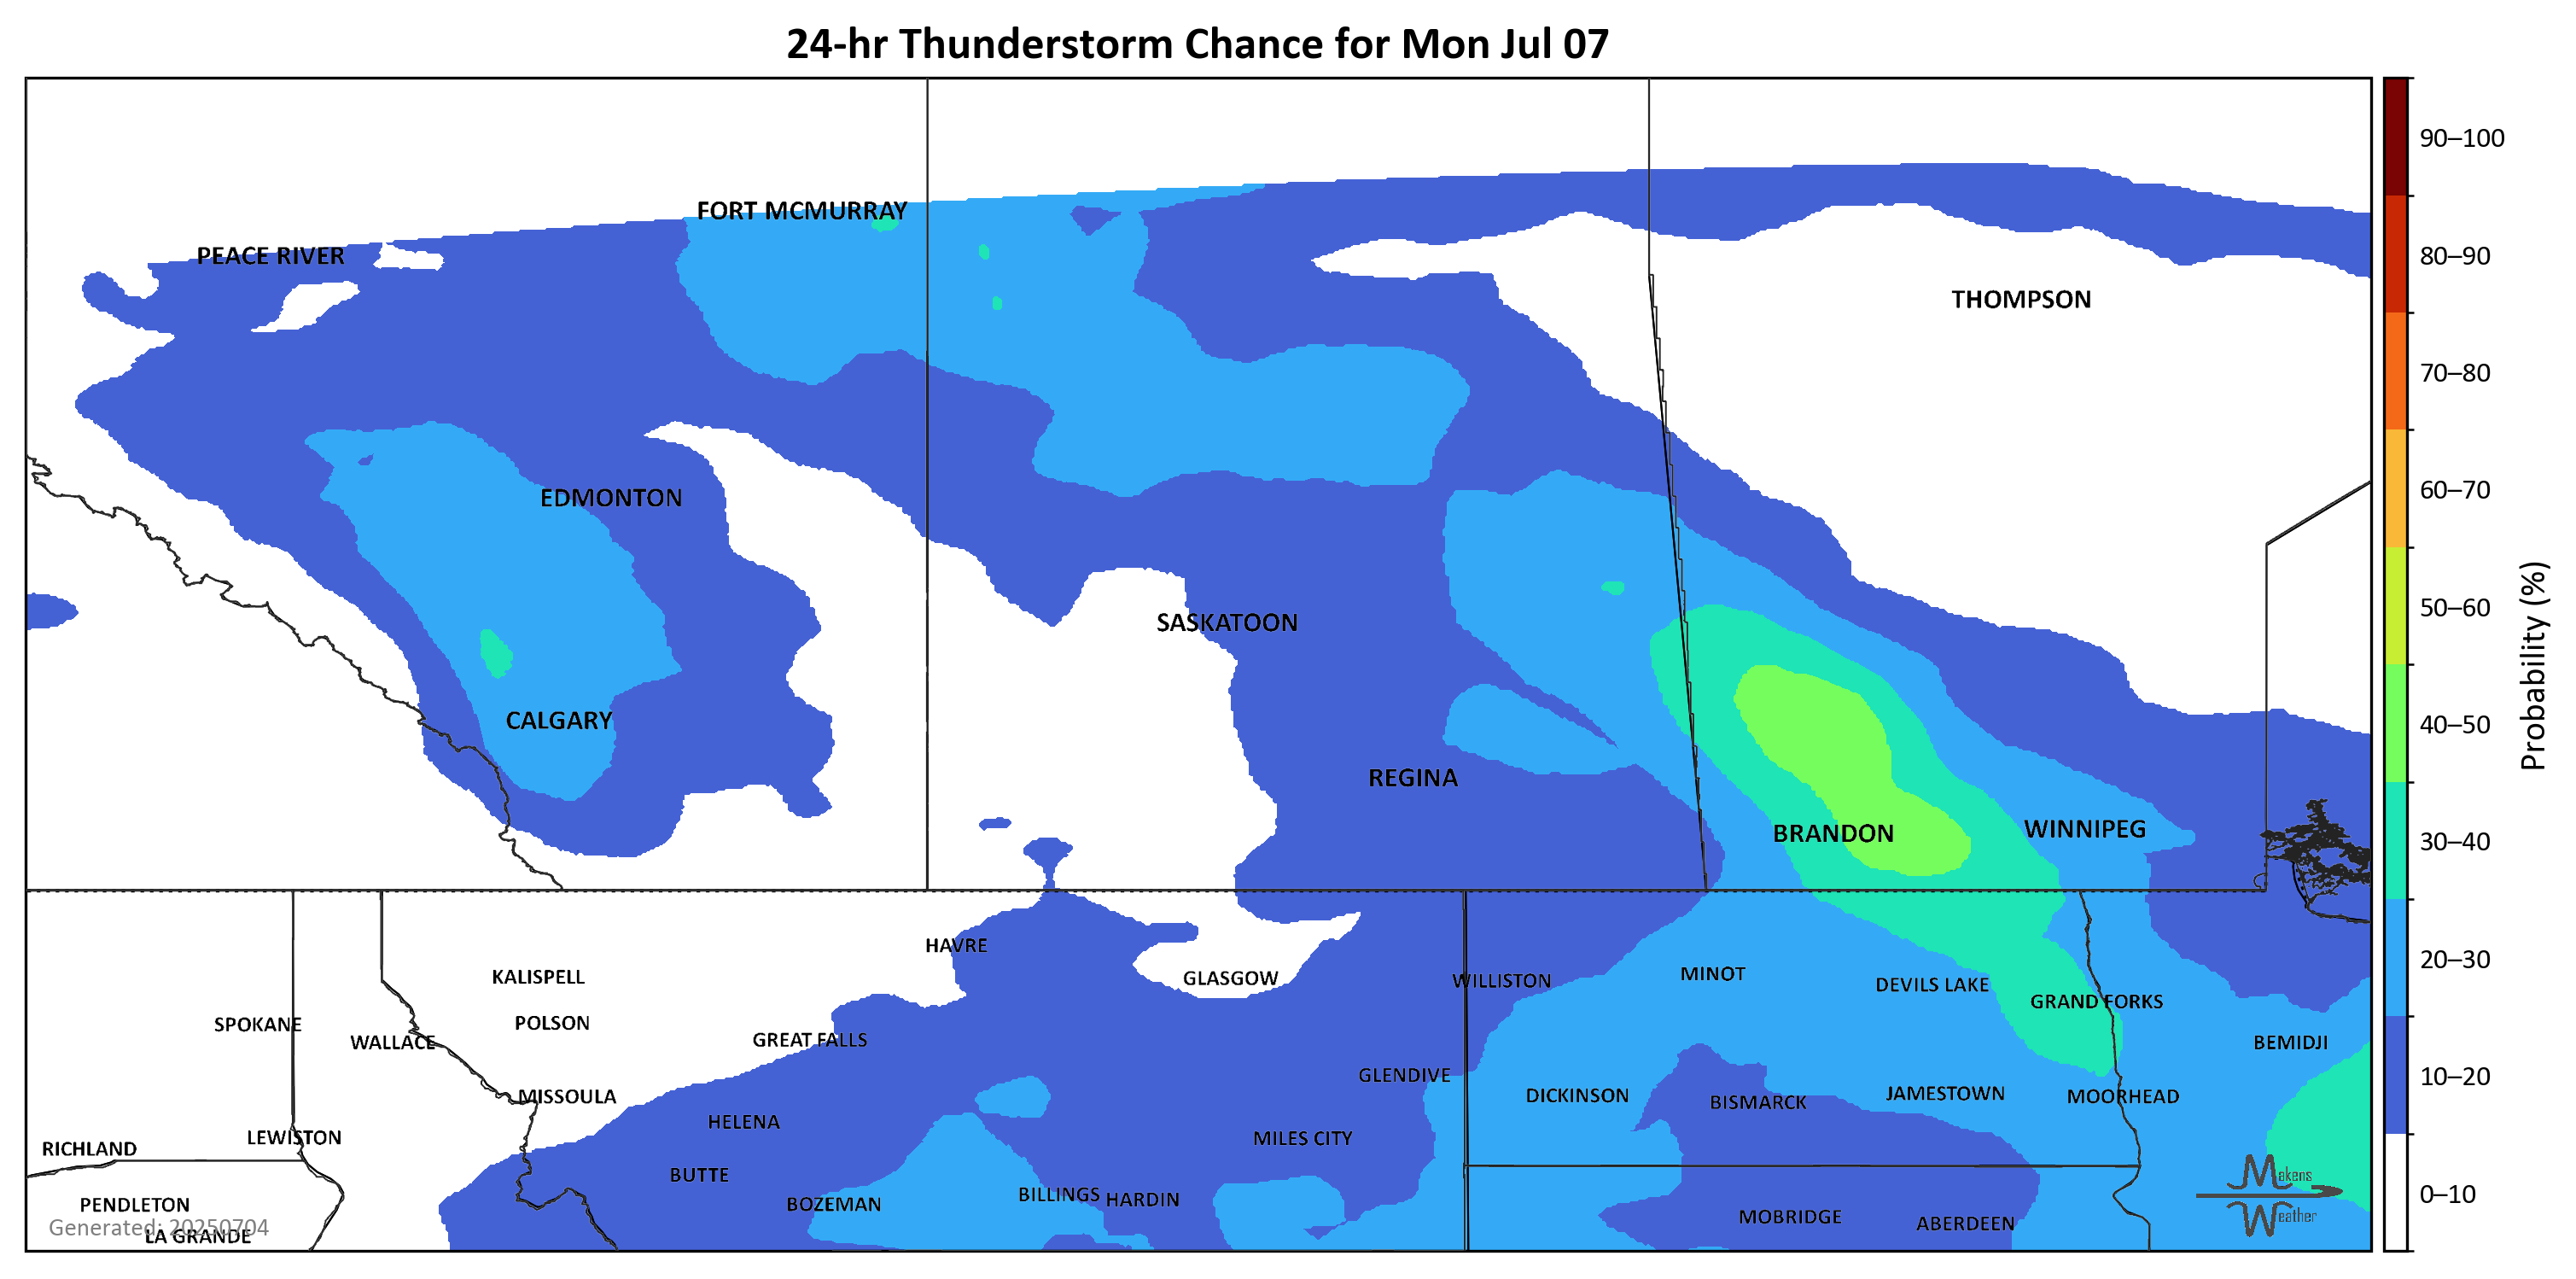 24-hr Thunderstorm Chance for Mon Jul 07
90–100
FORT MCMURRAY
PEACE RIVER
80–90
THOMPSON
70–80
60–70
EDMONTON
50–60
SASKATOON
Probability (%)
CALGARY
40–50
REGINA
BRANDON
WINNIPEG
30–40
HAVRE
20–30
KALISPELL
GLASGOW
WILLISTON
MINOT
DEVILS LAKE
GRAND FORKS
SPOKANE
POLSON
WALLACE
GREAT FALLS
BEMIDJI
GLENDIVE
10–20
MISSOULA
DICKINSON
BISMARCK
JAMESTOWN
MOORHEAD
HELENA
LEWISTON
MILES CITY
RICHLAND
BUTTE
Makens
Weather
PENDLETON
BOZEMAN
BILLINGS
HARDIN
0–10
MOBRIDGE
ABERDEEN
Generated: 20250704
LA GRANDE